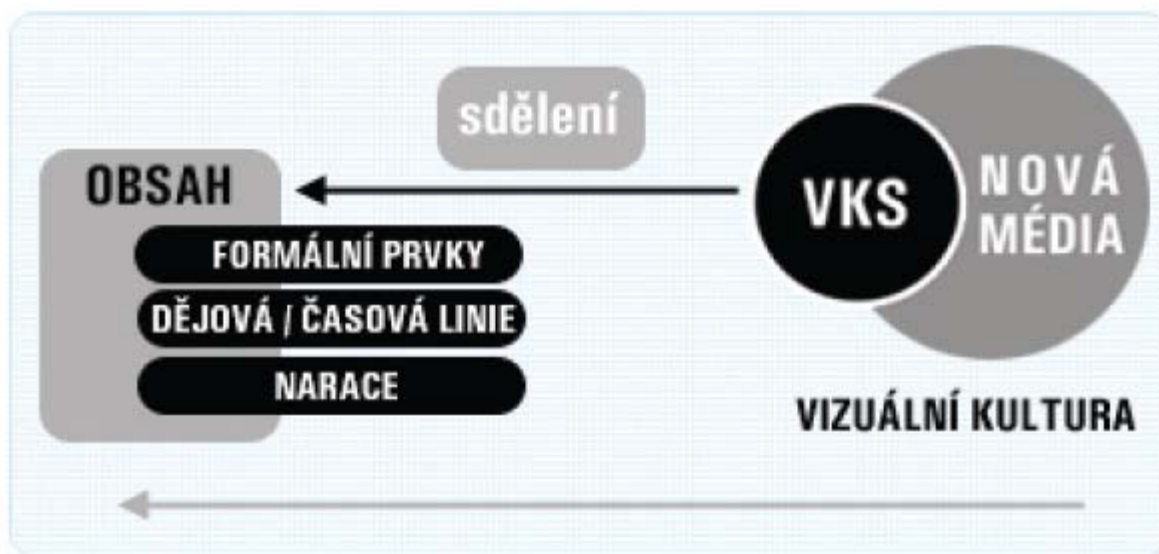 sdělení
OBSAH
FORMÁLNÍ PRVKY
DĚJOVÁ / ČASOVÁ LINIE
NARACE
VKS
NOVÁ
MÉDIA
VIZUÁLNÍ KULTURA